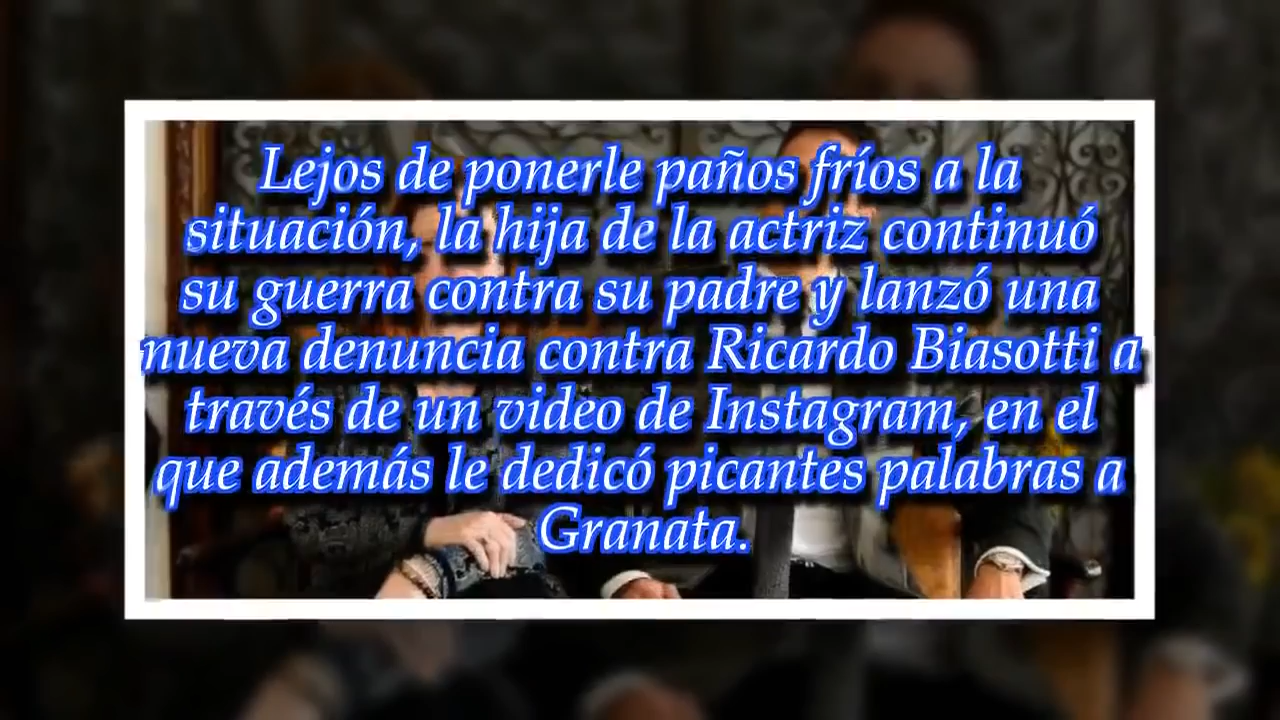 Lejos de ponerle paños fríos a la
situación, la hija de la actriz continuó
su guerra contra su padre y lanzó una
nueva denuncia contra Ricardo Biasotti a
través de un video de Instagram, en el
que además le dedicó picantes palabras a
Granata.